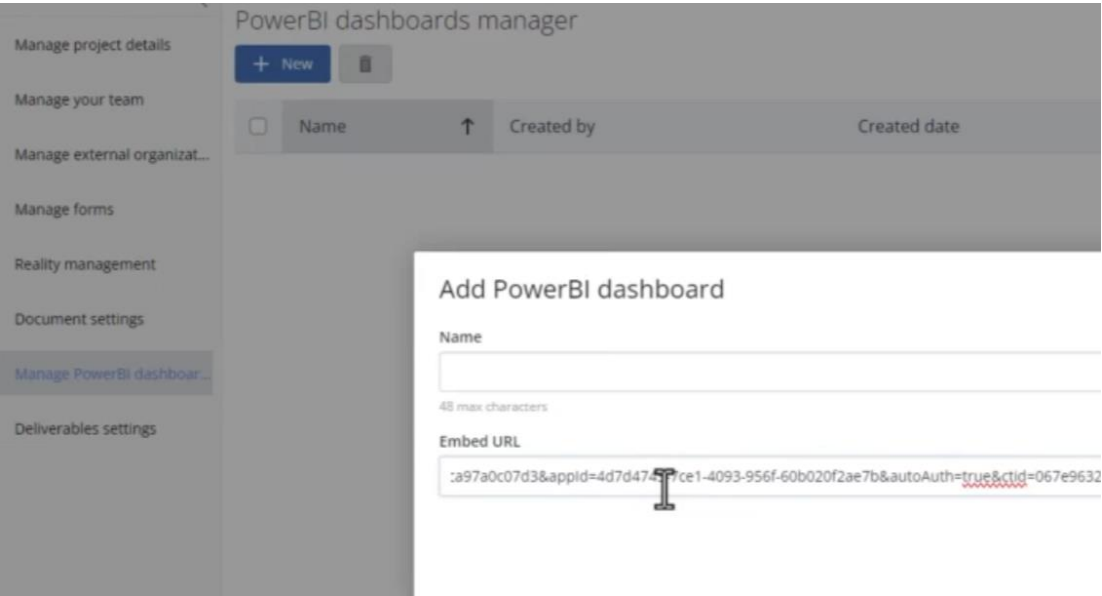 PowerBI dashboards manager
Manage project details
Manage your team
Manage external organizat...
Manage forms
Reality management
Document settings
Manage PowerBI dashboar...
Deliverables settings
+ New
Name
Created by
Created date
Add PowerBI dashboard
Name
48 max characters
Embed URL
:a97a0c07d3&appId=4d7d47 7ce1-4093-956f-60b020f2ae7b&autoAuth=true&ctid=067e9632